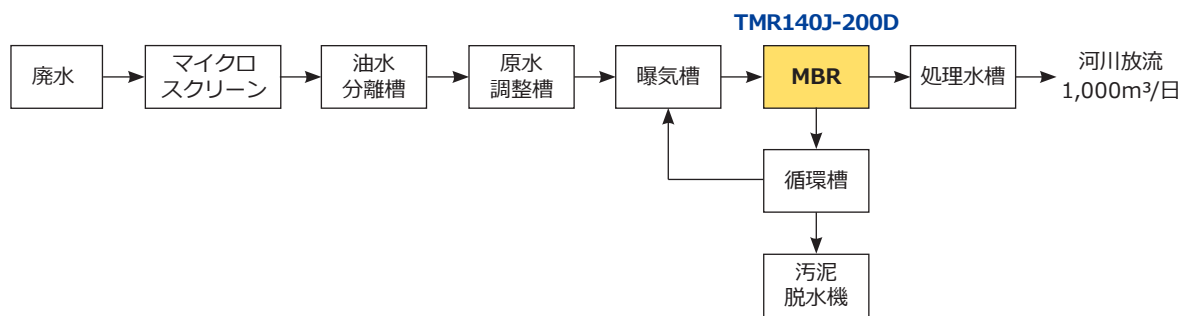 TMR140J-200D
廃水
マイクロ
スクリーン
油水
分離槽
原水
調整槽
曝気槽
MBR
処理水槽
河川放流
1,000m³/日
循環槽
汚泥
脱水機